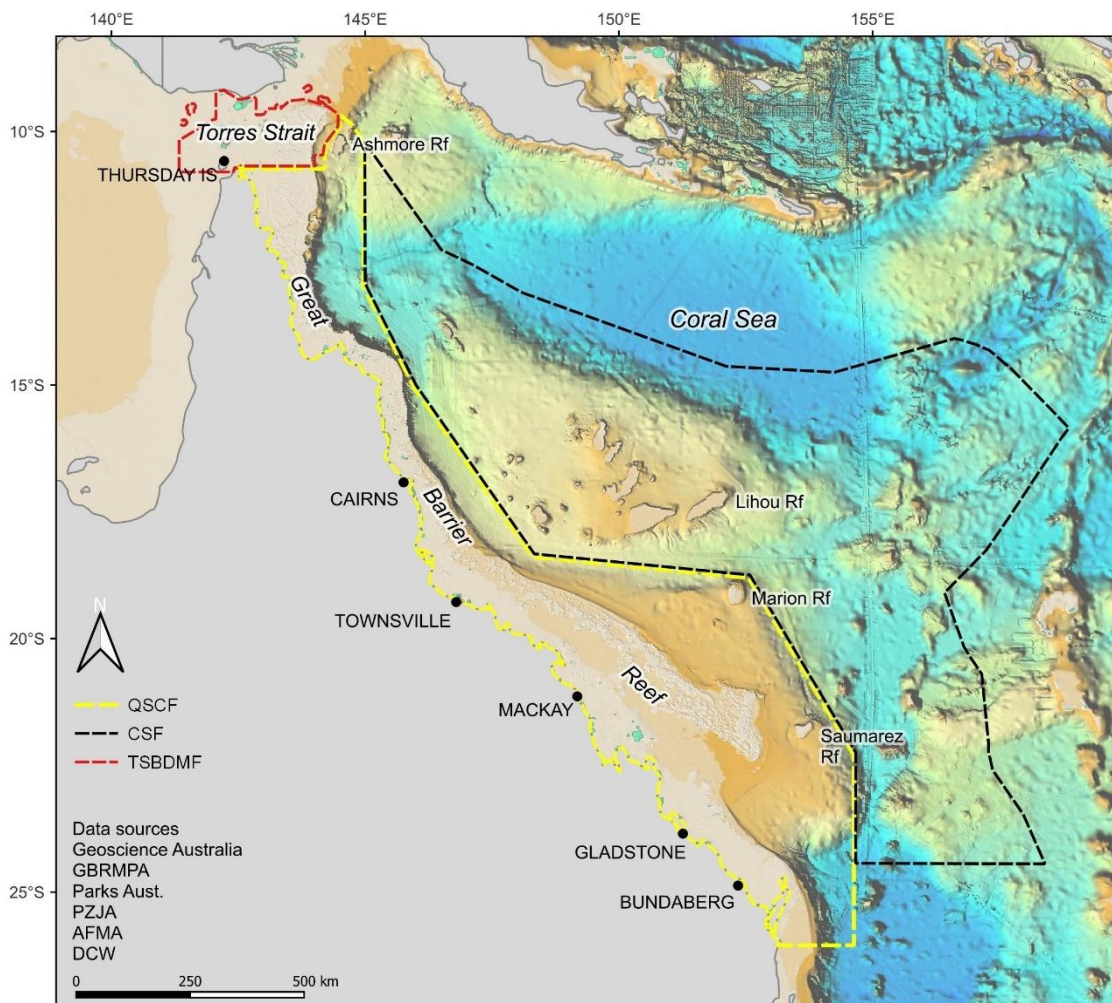 140°E 145°E 150°E 155°E
10°S
15°S
20°S
25°S
Torres Strait
Ashmore Rf
THURSDAY IS
Great
Coral Sea
CAIRNS
Barrier
Lihou Rf
Marion Rf
TOWNSVILLE
Reef
MACKAY
Saumarez
Rf
GLADSTONE
BUNDABERG
N
QSCF
CSF
TSBDMF
Data sources
Geoscience Australia
GBRMPA
Parks Aust.
PZJA
AFMA
DCW
0 250 500 km